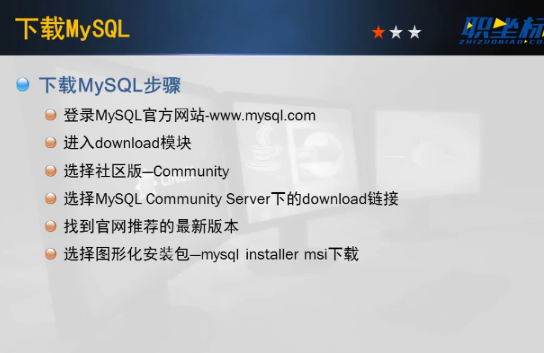 下载MySQL
职坐标
ZHIZUOBIAO.COM
下载MySQL步骤
登录MySQL官方网站-www.mysql.com
进入download模块
选择社区版—Community
选择MySQL Community Server下的download链接
找到官网推荐的最新版本
选择图形化安装包—mysql installer msi下载